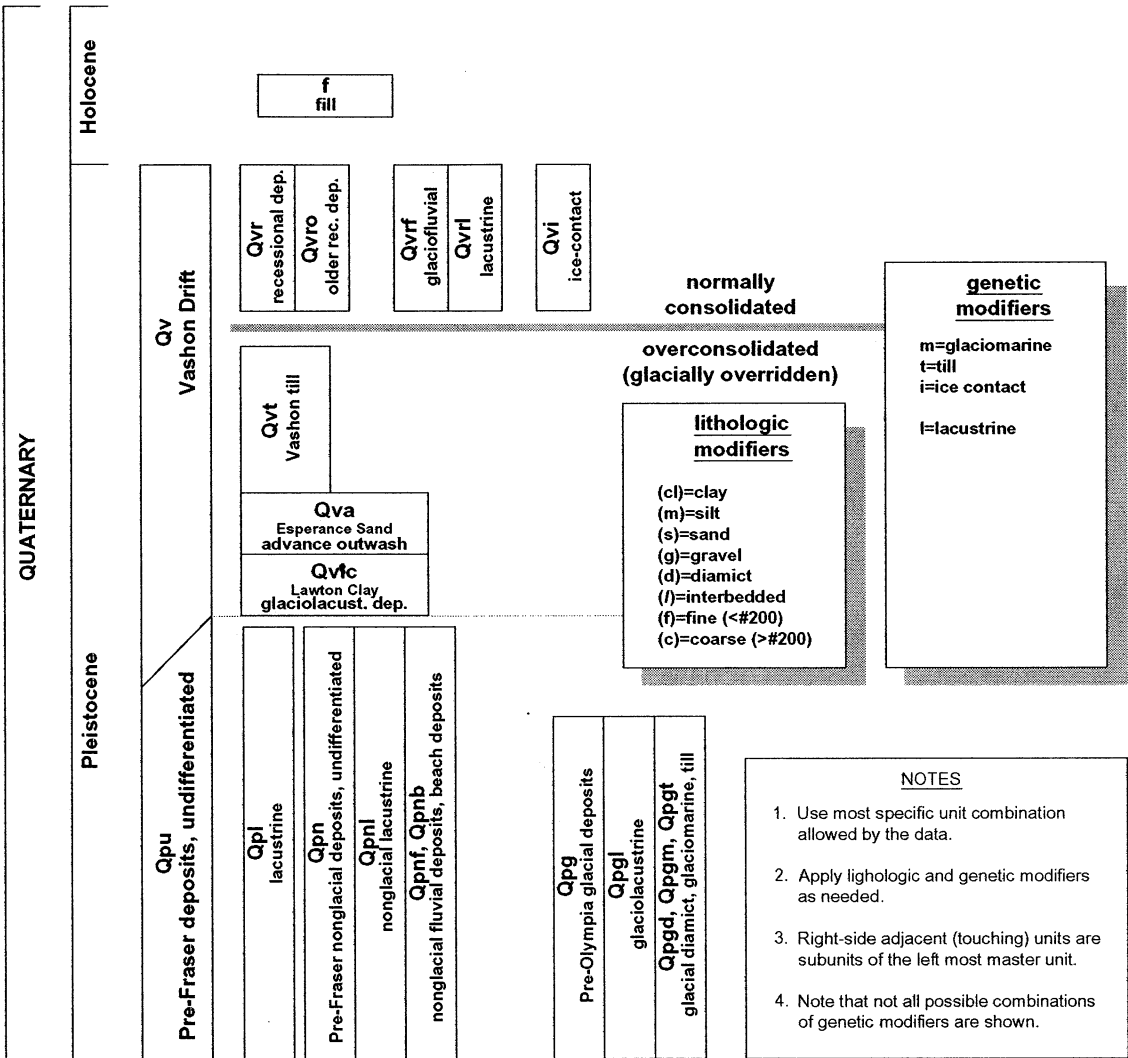 QUATERNARY
Holocene
Pleistocene
f
fill
Qv
Vashon Drift
Qvr
recessional dep.
Qvro
older rec. dep.
Qvrf
glaciofluvial
Qvrl
lacustrine
Qvi
ice-contact
normally
consolidated
overconsolidated
(glacially overridden)
genetic
modifiers
m=glaciomarine
t=till
i=ice contact
l=lacustrine
Qvt
Vashon till
Qva
Esperance Sand
advance outwash
Qvlc
Lawton Clay
glaciolacust. dep.
lithologic
modifiers
(cl)=clay
(m)=silt
(s)=sand
(g)=gravel
(d)=diamict
(l)=interbedded
(f)=fine (<#200)
(c)=coarse (>#200)
Qpu
Pre-Fraser deposits, undifferentiated
Qpl
lacustrine
Qpn
Pre-Fraser nonglacial deposits, undifferentiated
Qpnl
nonglacial lacustrine
Qpnf, Qpnb
nonglacial fluvial deposits, beach deposits
Qpg
Pre-Olympia glacial deposits
Qpgl
glaciolacustrine
Qpgd, Qpgm, Qpgt
glacial diamict, glaciomarine, till
NOTES
1. Use most specific unit combination
allowed by the data.
2. Apply lighologic and genetic modifiers
as needed.
3. Right-side adjacent (touching) units are
subunits of the left most master unit.
4. Note that not all possible combinations
of genetic modifiers are shown.